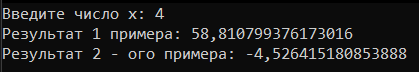 Введите число x: 4
Результат 1 примера: 58,810799376173016
Результат 2 - ого примера: -4,526415180853888